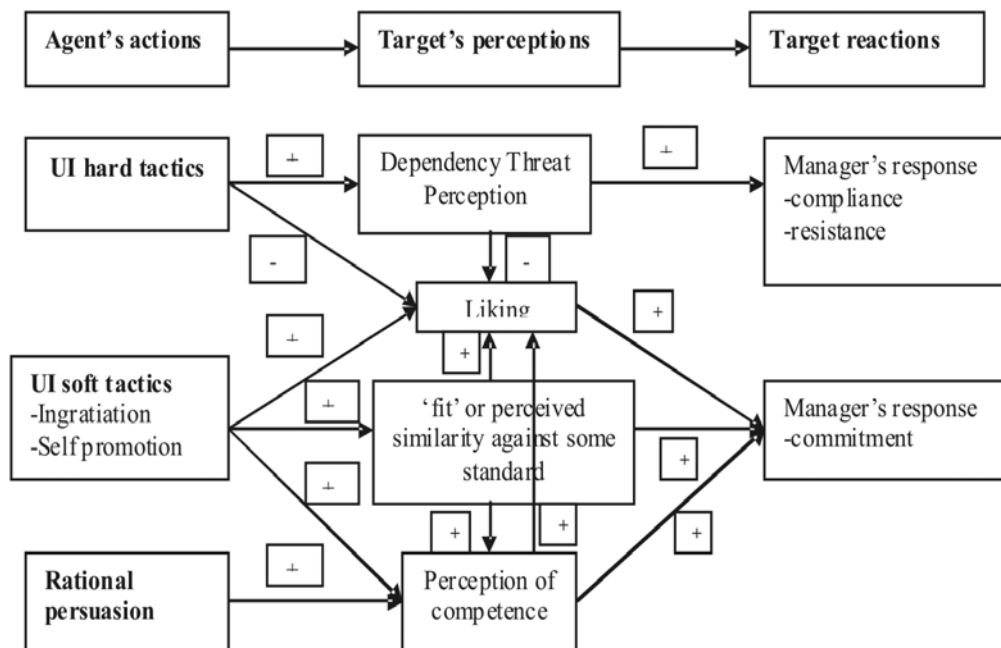 Agent's actions
Target's perceptions
Target reactions
UI hard tactics
+
Dependency Threat
Perception
+
Manager's response
-compliance
-resistance
-
-
Liking
+
+
+
UI soft tactics
-Ingratiation
-Self promotion
+
'fit' or perceived
similarity against some
standard
Manager's response
-commitment
+
+
+
+
+
Rational
persuasion
+
Perception of
competence